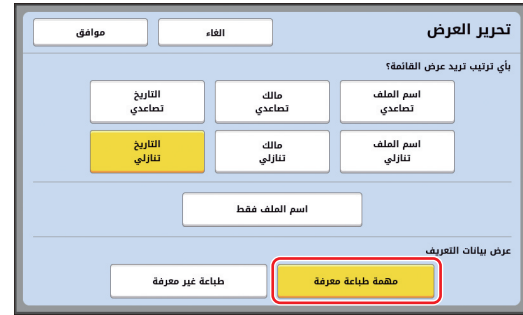 تحرير العرض
الغاء
موافق
بأي ترتيب تريد عرض القائمة؟
اسم الملف
تصاعدي
مالك
تصاعدي
التاريخ
تصاعدي
اسم الملف
تنازلي
مالك
تنازلي
التاريخ
تنازلي
اسم الملف فقط
عرض بيانات التعريف
مهمة طباعة معرفة
طباعة غير معرفة